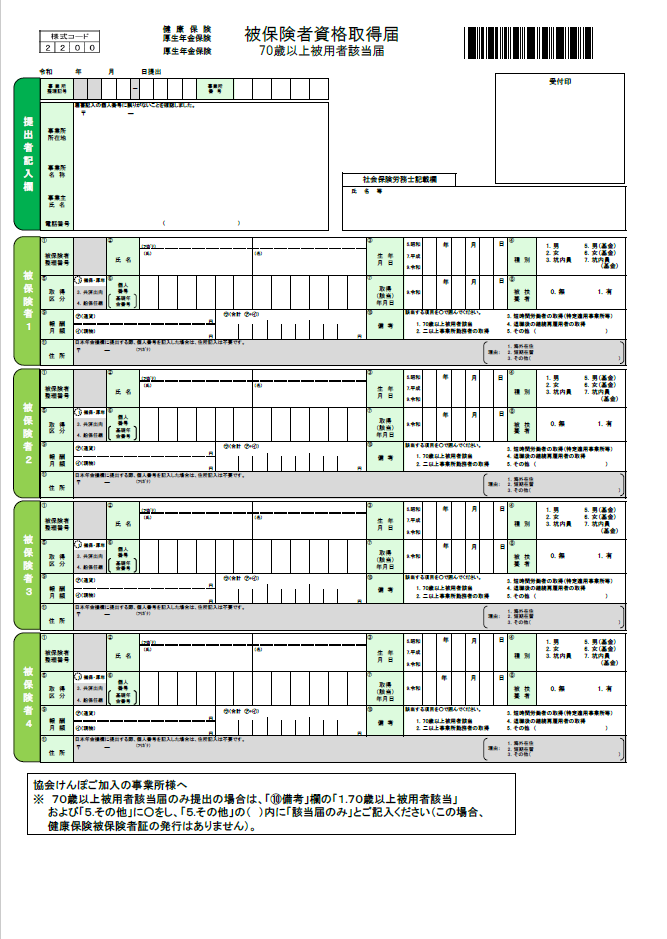 様式コード
2 2 0 0
健 康 保 険
厚生年金保険
厚生年金保険
被保険者資格取得届
70歳以上被用者該当届
令和 年 月 日提出
受付印
提出者記入欄
事業所整理記号 － 事業所番号
届書記入の個人番号に誤りがないことを確認しました。
〒 －
事業所所在地
事業所名称
事業主氏名
電話番号 （ ）
社会保険労務士記載欄
氏 名 等
被保険者1
① 被保険者整理番号 ② 氏名 (フリガナ) (氏) (名) ③ 生年月日 5.昭和 7.平成 9.令和 年 月 日 ④ 種別 1. 男 2. 女 3. 坑内員 5. 男(基金) 6. 女(基金) 7. 坑内員(基金)
⑤ 取得区分 1 健保・厚年 3. 共済出向 4. 船保任継 ⑥ 個人番号 [基礎年金番号] ⑦ 取得(該当)年月日 9.令和 年 月 日 ⑧ 被扶養者 0. 無 1. 有
⑨ 報酬月額 ㋐(通貨) 円 ㋑(現物) 円 ㋒(合計 ㋐+㋑) 円 ⑩ 備考 該当する項目を○で囲んでください。
1. 70歳以上被用者該当 2. 二以上事業所勤務者の取得 3. 短時間労働者の取得(特定適用事業所等) 4. 退職後の継続再雇用者の取得 5. その他 ( )
⑪ 住所 日本年金機構に提出する際、個人番号を記入した場合は、住所記入は不要です。
〒 － (フリガナ) 理由: 1. 海外在住 2. 短期在留 3. その他( )
被保険者2
① 被保険者整理番号 ② 氏名 (フリガナ) (氏) (名) ③ 生年月日 5.昭和 7.平成 9.令和 年 月 日 ④ 種別 1. 男 2. 女 3. 坑内員 5. 男(基金) 6. 女(基金) 7. 坑内員(基金)
⑤ 取得区分 1 健保・厚年 3. 共済出向 4. 船保任継 ⑥ 個人番号 [基礎年金番号] ⑦ 取得(該当)年月日 9.令和 年 月 日 ⑧ 被扶養者 0. 無 1. 有
⑨ 報酬月額 ㋐(通貨) 円 ㋑(現物) 円 ㋒(合計 ㋐+㋑) 円 ⑩ 備考 該当する項目を○で囲んでください。
1. 70歳以上被用者該当 2. 二以上事業所勤務者の取得 3. 短時間労働者の取得(特定適用事業所等) 4. 退職後の継続再雇用者の取得 5. その他 ( )
⑪ 住所 日本年金機構に提出する際、個人番号を記入した場合は、住所記入は不要です。
〒 － (フリガナ) 理由: 1. 海外在住 2. 短期在留 3. その他( )
被保険者3
① 被保険者整理番号 ② 氏名 (フリガナ) (氏) (名) ③ 生年月日 5.昭和 7.平成 9.令和 年 月 日 ④ 種別 1. 男 2. 女 3. 坑内員 5. 男(基金) 6. 女(基金) 7. 坑内員(基金)
⑤ 取得区分 1 健保・厚年 3. 共済出向 4. 船保任継 ⑥ 個人番号 [基礎年金番号] ⑦ 取得(該当)年月日 9.令和 年 月 日 ⑧ 被扶養者 0. 無 1. 有
⑨ 報酬月額 ㋐(通貨) 円 ㋑(現物) 円 ㋒(合計 ㋐+㋑) 円 ⑩ 備考 該当する項目を○で囲んでください。
1. 70歳以上被用者該当 2. 二以上事業所勤務者の取得 3. 短時間労働者の取得(特定適用事業所等) 4. 退職後の継続再雇用者の取得 5. その他 ( )
⑪ 住所 日本年金機構に提出する際、個人番号を記入した場合は、住所記入は不要です。
〒 － (フリガナ) 理由: 1. 海外在住 2. 短期在留 3. その他( )
被保険者4
① 被保険者整理番号 ② 氏名 (フリガナ) (氏) (名) ③ 生年月日 5.昭和 7.平成 9.令和 年 月 日 ④ 種別 1. 男 2. 女 3. 坑内員 5. 男(基金) 6. 女(基金) 7. 坑内員(基金)
⑤ 取得区分 1 健保・厚年 3. 共済出向 4. 船保任継 ⑥ 個人番号 [基礎年金番号] ⑦ 取得(該当)年月日 9.令和 年 月 日 ⑧ 被扶養者 0. 無 1. 有
⑨ 報酬月額 ㋐(通貨) 円 ㋑(現物) 円 ㋒(合計 ㋐+㋑) 円 ⑩ 備考 該当する項目を○で囲んでください。
1. 70歳以上被用者該当 2. 二以上事業所勤務者の取得 3. 短時間労働者の取得(特定適用事業所等) 4. 退職後の継続再雇用者の取得 5. その他 ( )
⑪ 住所 日本年金機構に提出する際、個人番号を記入した場合は、住所記入は不要です。
〒 － (フリガナ) 理由: 1. 海外在住 2. 短期在留 3. その他( )
協会けんぽご加入の事業所様へ
※ 70歳以上被用者該当届のみ提出の場合は、「⑩備考」欄の「1.70歳以上被用者該当」
および「5.その他」に○をし、「5.その他」の( )内に「該当届のみ」とご記入ください(この場合、
健康保険被保険者証の発行はありません)。